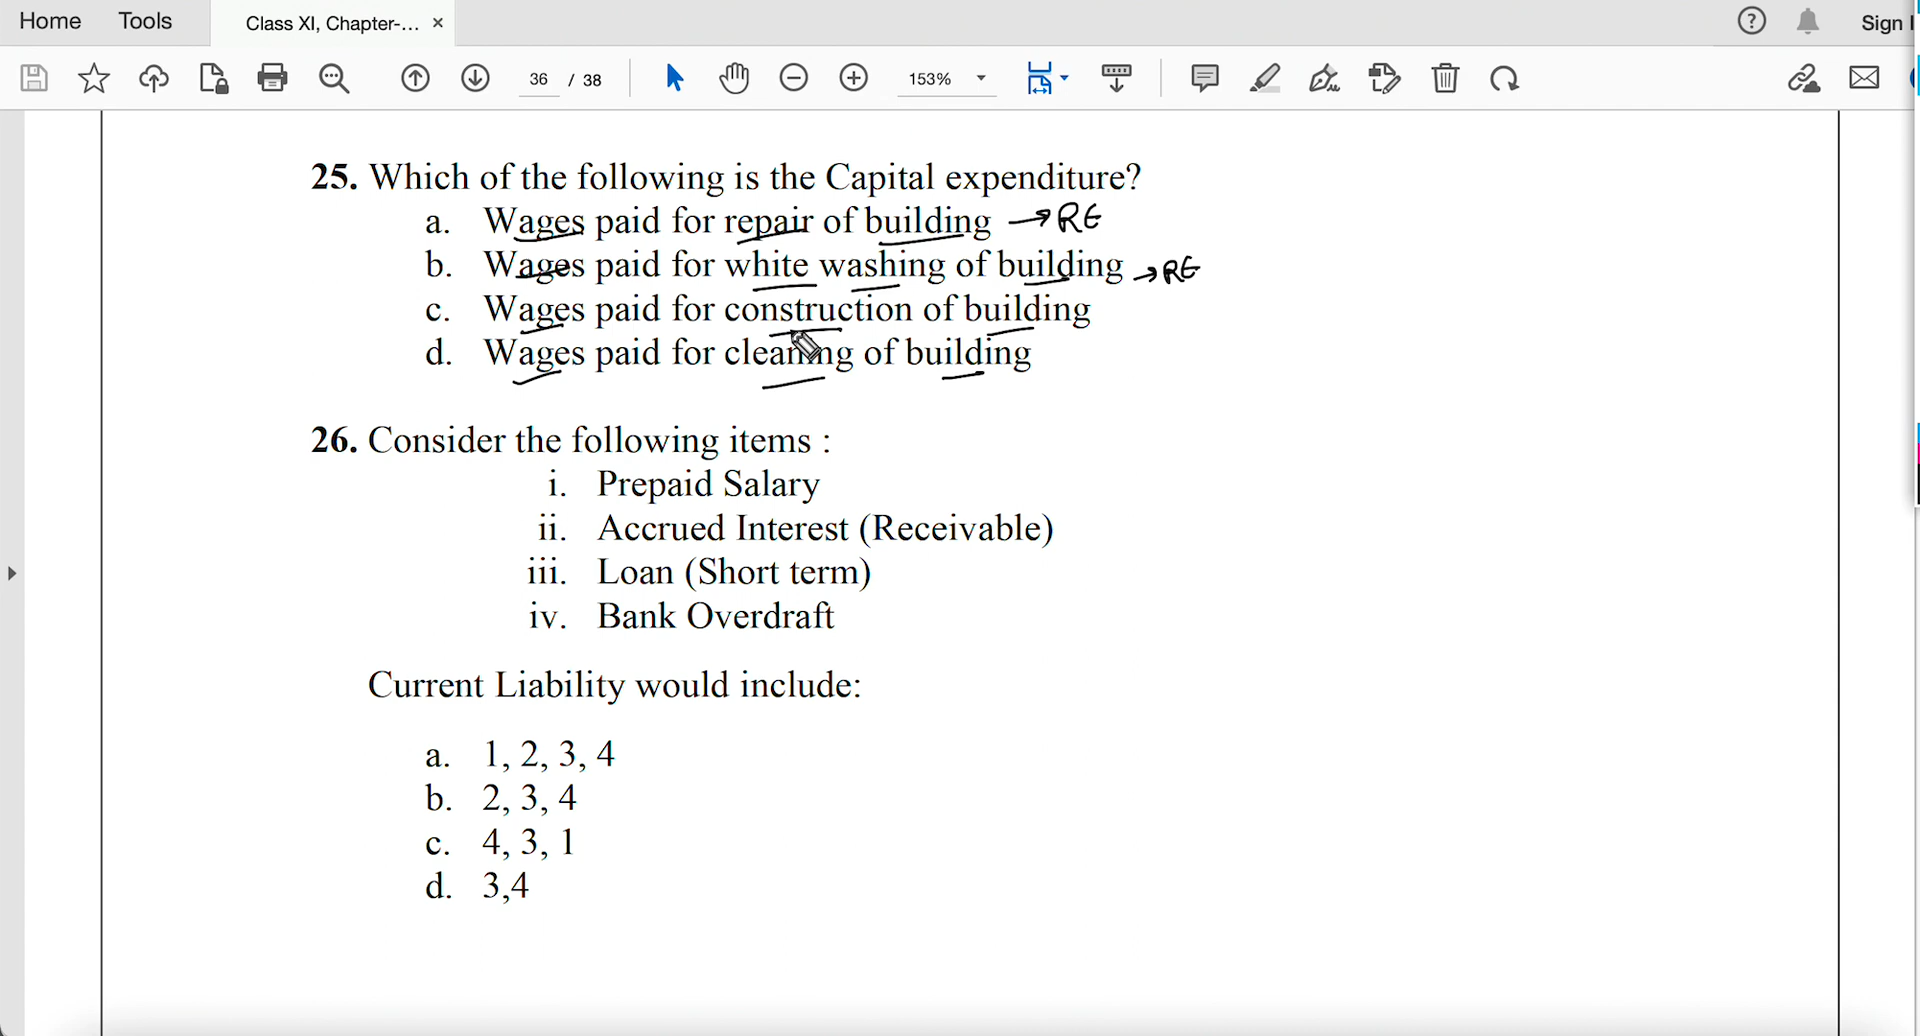 Home Tools Class XI, Chapter-... × ? Sign I
36 / 38 153%
25. Which of the following is the Capital expenditure?
a. Wages paid for repair of building → RE
b. Wages paid for white washing of building → RE
c. Wages paid for construction of building
d. Wages paid for cleaning of building
26. Consider the following items :
i. Prepaid Salary
ii. Accrued Interest (Receivable)
iii. Loan (Short term)
iv. Bank Overdraft
Current Liability would include:
a. 1, 2, 3, 4
b. 2, 3, 4
c. 4, 3, 1
d. 3,4